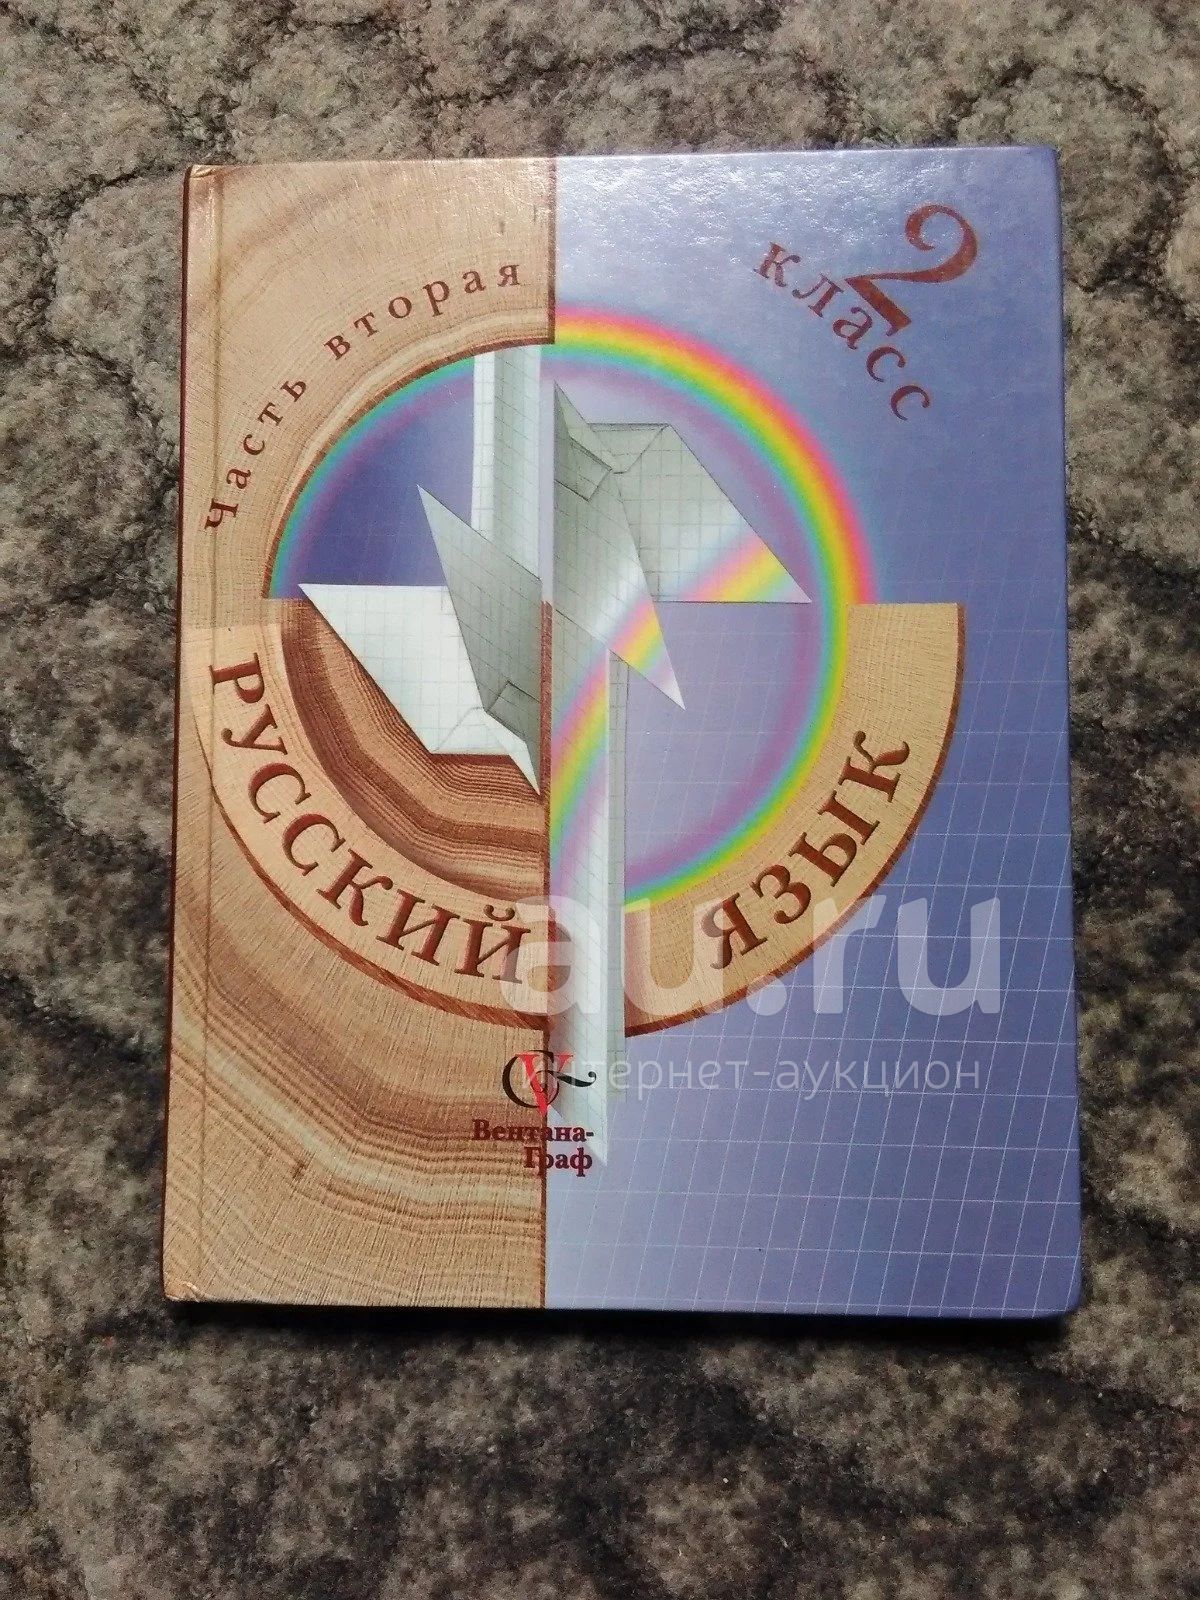 2
класс
Часть вторая
РУССКИЙ
ЯЗЫК
Вентана-
Граф
au.ru
интернет-аукцион